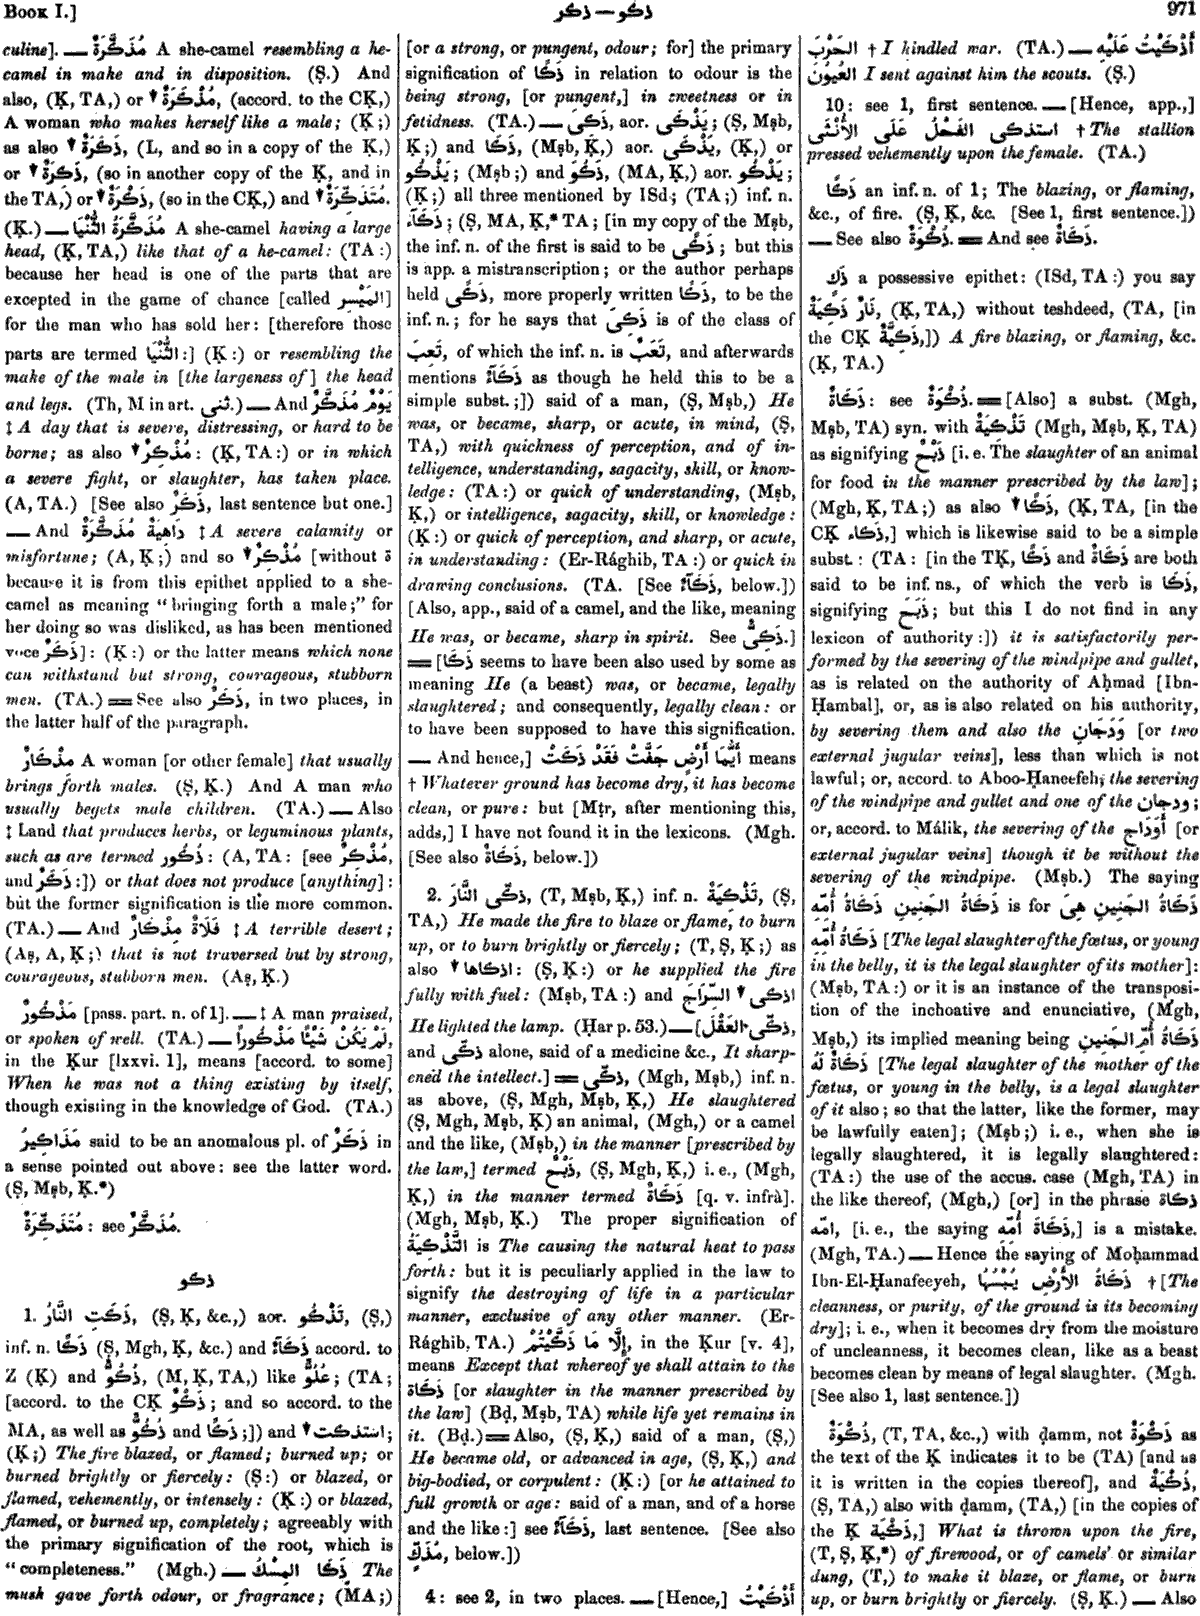 Book I.]
ذكو — ذكر
971
culine]. — مُذَكَّرَةٌ A she-camel resembling a he-
camel in make and in disposition. (Ṣ.) And
also, (Ḳ, TA,) or ↓ مُذْكَرَةٌ, (accord. to the CḲ,)
A woman who makes herself like a male; (Ḳ;)
as also ↓ ذَكِرَةٌ, (L, and so in a copy of the Ḳ,)
or ↓ ذَكَرَةٌ, (so in another copy of the Ḳ, and in
the TA,) or ↓ ذَكْرَةٌ, (so in the CḲ,) and ↓ مُتَذَكِّرَةٌ.
(Ḳ.) — مُذَكَّرَةُ الثُّنْيَا A she-camel having a large
head, (Ḳ, TA,) like that of a he-camel: (TA:)
because her head is one of the parts that are
excepted in the game of chance [called المَيْسِر]
for the man who has sold her: [therefore those
parts are termed الثُّنْيَا:] (Ḳ:) or resembling the
make of the male in [the largeness of] the head
and legs. (Th, M in art. ثنى.) — And يَوْمٌ مُذَكَّرٌ
‡ A day that is severe, distressing, or hard to be
borne; as also ↓ مُذْكِرٌ: (Ḳ, TA:) or in which
a severe fight, or slaughter, has taken place.
(A, TA.) [See also ذَكَرٌ, last sentence but one.]
— And دَاهِيَةٌ مُذَكَّرَةٌ ‡ A severe calamity or
misfortune; (A, Ḳ;) and so ↓ مُذْكِرٌ [without ة
because it is from this epithet applied to a she-
camel as meaning "bringing forth a male;" for
her doing so was disliked, as has been mentioned
voce ذَكَرٌ]: (Ḳ:) or the latter means which none
can withstand but strong, courageous, stubborn
men. (TA.) = See also ذَكَرٌ, in two places, in
the latter half of the paragraph.
مِذْكَارٌ A woman [or other female] that usually
brings forth males. (Ṣ, Ḳ.) And A man who
usually begets male children. (TA.) — Also
‡ Land that produces herbs, or leguminous plants,
such as are termed ذُكُور: (A, TA: [see مُذْكِرٌ,
and ذَكَرٌ:]) or that does not produce [anything]:
but the former signification is the more common.
(TA.) — And فَلَاةٌ مِذْكَارٌ ‡ A terrible desert;
(Aṣ, A, Ḳ;) that is not traversed but by strong,
courageous, stubborn men. (Aṣ, Ḳ.)
مَذْكُورٌ [pass. part. n. of 1]. — ‡ A man praised,
or spoken of well. (TA.) — لَمْ يَكُنْ شَيْئًا مَذْكُورًا,
in the Ḳur [lxxvi. 1], means [accord. to some]
When he was not a thing existing by itself,
though existing in the knowledge of God. (TA.)
مَذَاكِيرُ said to be an anomalous pl. of ذَكَرٌ in
a sense pointed out above: see the latter word.
(Ṣ, Mṣb, Ḳ.*)
مُتَذَكِّرَةٌ: see مُذَكَّرٌ.
ذكو
1. ذَكَتِ النَّارُ, (Ṣ, Ḳ, &c.,) aor. تَذْكُو, (Ṣ,)
inf. n. ذَكًا (Ṣ, Mgh, Ḳ, &c.) and ذَكَآءٌ accord. to
Z (Ḳ) and ذُكُوٌّ, (M, Ḳ, TA,) like عُلُوٌّ; (TA;
[accord. to the CḲ ذَكْوٌ; and so accord. to the
MA, as well as ذُكُوٌّ and ذَكًا;]) and ↓ استذكت;
(Ḳ;) The fire blazed, or flamed; burned up; or
burned brightly or fiercely: (Ṣ:) or blazed, or
flamed, vehemently, or intensely: (Ḳ:) or blazed,
flamed, or burned up, completely; agreeably with
the primary signification of the root, which is
"completeness." (Mgh.) — ذَكَا المِسْكُ The
musk gave forth odour, or fragrance; (MA;)
[or a strong, or pungent, odour; for] the primary
signification of ذَكًا in relation to odour is the
being strong, [or pungent,] in sweetness or in
fetidness. (TA.) — ذَكِىَ, aor. يَذْكَى; (Ṣ, Mṣb,
Ḳ;) and ذَكَا, (Mṣb, Ḳ,) aor. يَذْكَى, (Ḳ,) or
يَذْكُو; (Mṣb;) and ذَكُوَ, (MA, Ḳ,) aor. يَذْكُو;
(Ḳ;) all three mentioned by ISd; (TA;) inf. n.
ذَكَآءٌ; (Ṣ, MA, Ḳ,* TA; [in my copy of the Mṣb,
the inf. n. of the first is said to be ذَكْىٌ; but this
is app. a mistranscription; or the author perhaps
held ذَكًى, more properly written ذَكًا, to be the
inf. n.; for he says that ذَكِىَ is of the class of
تَعِبَ, of which the inf. n. is تَعَبٌ, and afterwards
mentions ذَكَآءٌ as though he held this to be a
simple subst.;]) said of a man, (Ṣ, Mṣb,) He
was, or became, sharp, or acute, in mind, (Ṣ,
TA,) with quickness of perception, and of in-
telligence, understanding, sagacity, skill, or know-
ledge: (TA:) or quick of understanding, (Mṣb,
Ḳ,) or intelligence, sagacity, skill, or knowledge:
(Ḳ:) or quick of perception, and sharp, or acute,
in understanding: (Er-Rághib, TA:) or quick in
drawing conclusions. (TA. [See ذَكَآءٌ, below.])
[Also, app., said of a camel, and the like, meaning
He was, or became, sharp in spirit. See ذَكِىٌّ.]
= [ذَكَا seems to have been also used by some as
meaning He (a beast) was, or became, legally
slaughtered; and consequently, legally clean: or
to have been supposed to have this signification.
— And hence,] أَيُّمَا أَرْضٍ جَفَّتْ فَقَدْ ذَكَتْ means
† Whatever ground has become dry, it has become
clean, or pure: but [Mṭr, after mentioning this,
adds,] I have not found it in the lexicons. (Mgh.
[See also ذَكَاةٌ, below.])
2. ذكّى النَّارَ, (T, Mṣb, Ḳ,) inf. n. تَذْكِيَةٌ, (Ṣ,
TA,) He made the fire to blaze or flame, to burn
up, or to burn brightly or fiercely; (T, Ṣ, Ḳ;) as
also ↓ اذكاها: (Ṣ, Ḳ:) or he supplied the fire
fully with fuel: (Mṣb, TA:) and ↓ اذكى السِّرَاجَ
He lighted the lamp. (Ḥar p. 53.) — [ذكّى العَقْلَ,
and ذكّى alone, said of a medicine &c., It sharp-
ened the intellect.] = ذكّى, (Mgh, Mṣb,) inf. n.
as above, (Ṣ, Mgh, Mṣb, Ḳ,) He slaughtered
(Ṣ, Mgh, Mṣb, Ḳ) an animal, (Mgh,) or a camel
and the like, (Mṣb,) in the manner [prescribed by
the law,] termed ذَبْحٌ, (Ṣ, Mgh, Ḳ,) i. e., (Mgh,
Ḳ,) in the manner termed ذَكَاةٌ [q. v. infrà].
(Mgh, Mṣb, Ḳ.) The proper signification of
التَّذْكِيَةُ is The causing the natural heat to pass
forth: but it is peculiarly applied in the law to
signify the destroying of life in a particular
manner, exclusive of any other manner. (Er-
Rághib, TA.) إِلَّا مَا ذَكَّيْتُمْ, in the Ḳur [v. 4],
means Except that whereof ye shall attain to the
ذَكَاة [or slaughter in the manner prescribed by
the law] (Bḍ, Mṣb, TA) while life yet remains in
it. (Bḍ.) = Also, (Ṣ, Ḳ,) said of a man, (Ṣ,)
He became old, or advanced in age, (Ṣ, Ḳ,) and
big-bodied, or corpulent: (Ḳ:) [or he attained to
full growth or age: said of a man, and of a horse
and the like:] see ذَكَآءٌ, last sentence. [See also
مُذَكٍّ, below.])
4: see 2, in two places. — [Hence,] أَذْكَيْتُ
الحَرْبَ † I kindled war. (TA.) — أَذْكَيْتُ عَلَيْهِ
العُيُونَ I sent against him the scouts. (Ṣ.)
10: see 1, first sentence. — [Hence, app.,]
استذكى الفَحْلُ عَلَى الأُنْثَى † The stallion
pressed vehemently upon the female. (TA.)
ذَكًا an inf. n. of 1; The blazing, or flaming,
&c., of fire. (Ṣ, Ḳ, &c. [See 1, first sentence.])
— See also ذُكْوَةٌ. = And see ذَكَاةٌ.
ذَكٍ a possessive epithet: (ISd, TA:) you say
نَارٌ ذَكِيَةٌ, (Ḳ, TA,) without teshdeed, (TA, [in
the CḲ ذَكِيَّةٌ,]) A fire blazing, or flaming, &c.
(Ḳ, TA.)
ذَكَاةٌ: see ذُكْوَةٌ. = [Also] a subst. (Mgh,
Mṣb, TA) syn. with تَذْكِيَةٌ (Mgh, Mṣb, Ḳ, TA)
as signifying ذَبْحٌ [i. e. The slaughter of an animal
for food in the manner prescribed by the law];
(Mgh, Ḳ, TA;) as also ↓ ذَكًا, (Ḳ, TA, [in the
CḲ ذَكاء,] which is likewise said to be a simple
subst.: (TA: [in the TḲ, ذَكًا and ذَكَاةٌ are both
said to be inf. ns., of which the verb is ذَكَا,
signifying ذَبَحَ; but this I do not find in any
lexicon of authority:]) it is satisfactorily per-
formed by the severing of the windpipe and gullet,
as is related on the authority of Aḥmad [Ibn-
Ḥambal], or, as is also related on his authority,
by severing them and also the وَدَجَانِ [or two
external jugular veins], less than which is not
lawful; or, accord. to Aboo-Ḥaneefeh, the severing
of the windpipe and gullet and one of the ودجان;
or, accord. to Málik, the severing of the أَوْدَاج [or
external jugular veins] though it be without the
severing of the windpipe. (Mṣb.) The saying
ذَكَاةُ الجَنِينِ ذَكَاةُ أُمِّهِ is for ذَكَاةُ الجَنِينِ هِىَ
ذَكَاةُ أُمِّهِ [The legal slaughter of the fœtus, or young
in the belly, it is the legal slaughter of its mother]:
(Mṣb, TA:) or it is an instance of the transposi-
tion of the inchoative and enunciative, (Mgh,
Mṣb,) its implied meaning being ذَكَاةُ أُمِّ الجَنِينِ
ذَكَاةٌ لَهُ [The legal slaughter of the mother of the
fœtus, or young in the belly, is a legal slaughter
of it also; so that the latter, like the former, may
be lawfully eaten]; (Mṣb;) i. e., when she is
legally slaughtered, it is legally slaughtered:
(TA:) the use of the accus. case (Mgh, TA) in
the like thereof, (Mgh,) [or] in the phrase ذكاة
امّه, [i. e., the saying ذَكَاةَ أُمِّهِ,] is a mistake.
(Mgh, TA.) — Hence the saying of Moḥammad
Ibn-El-Ḥanafeeyeh, ذَكَاةُ الأَرْضِ يُبْسُهَا † [The
cleanness, or purity, of the ground is its becoming
dry]; i. e., when it becomes dry from the moisture
of uncleanness, it becomes clean, like as a beast
becomes clean by means of legal slaughter. (Mgh.
[See also 1, last sentence.])
ذُكْوَةٌ, (T, TA, &c.,) with ḍamm, not ذَكْوَةٌ as
the text of the Ḳ indicates it to be (TA) [and as
it is written in the copies thereof], and ذُكْيَةٌ,
(Ṣ, TA,) also with ḍamm, (TA,) [in the copies of
the Ḳ ذَكْيَة,] What is thrown upon the fire,
(T, Ṣ, Ḳ,*) of firewood, or of camels' or similar
dung, (T,) to make it blaze, or flame, or burn
up, or burn brightly or fiercely. (Ṣ, Ḳ.) — Also